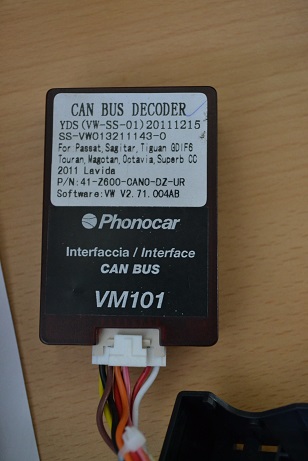 CAN BUS DECODER
YDS(VW-SS-01)20111215
SS-VW013211143-0
For Passat,Sagitar,Tiguan GDIF6
Touran,Magotan,Octavia,Superb CC
2011 Lavida
P/N:41-Z600-CAN0-DZ-UR
Software:VW V2.71.004AB
Phonocar
Interfaccia / Interface
CAN BUS
VM101